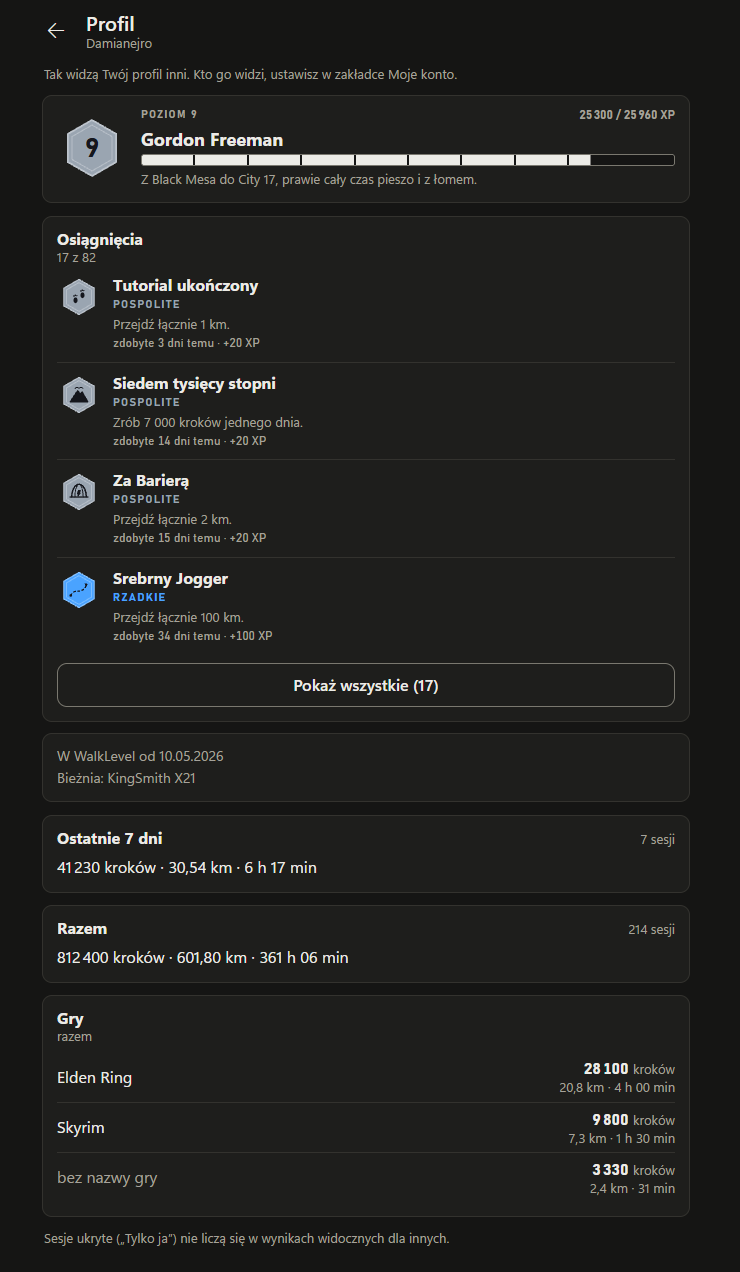 Profil
Damianejro
Tak widzą Twój profil inni. Kto go widzi, ustawisz w zakładce Moje konto.
9
POZIOM 9
25 300 / 25 960 XP
Gordon Freeman
Z Black Mesa do City 17, prawie cały czas pieszo i z łomem.
Osiągnięcia
17 z 82
Tutorial ukończony
POSPOLITE
Przejdź łącznie 1 km.
zdobyte 3 dni temu · +20 XP
Siedem tysięcy stopni
POSPOLITE
Zrób 7 000 kroków jednego dnia.
zdobyte 14 dni temu · +20 XP
Za Barierą
POSPOLITE
Przejdź łącznie 2 km.
zdobyte 15 dni temu · +20 XP
Srebrny Jogger
RZADKIE
Przejdź łącznie 100 km.
zdobyte 34 dni temu · +100 XP
Pokaż wszystkie (17)
W WalkLevel od 10.05.2026
Bieżnia: KingSmith X21
Ostatnie 7 dni
7 sesji
41 230 kroków · 30,54 km · 6 h 17 min
Razem
214 sesji
812 400 kroków · 601,80 km · 361 h 06 min
Gry
razem
Elden Ring
28 100 kroków
20,8 km · 4 h 00 min
Skyrim
9 800 kroków
7,3 km · 1 h 30 min
bez nazwy gry
3 330 kroków
2,4 km · 31 min
Sesje ukryte („Tylko ja”) nie liczą się w wynikach widocznych dla innych.